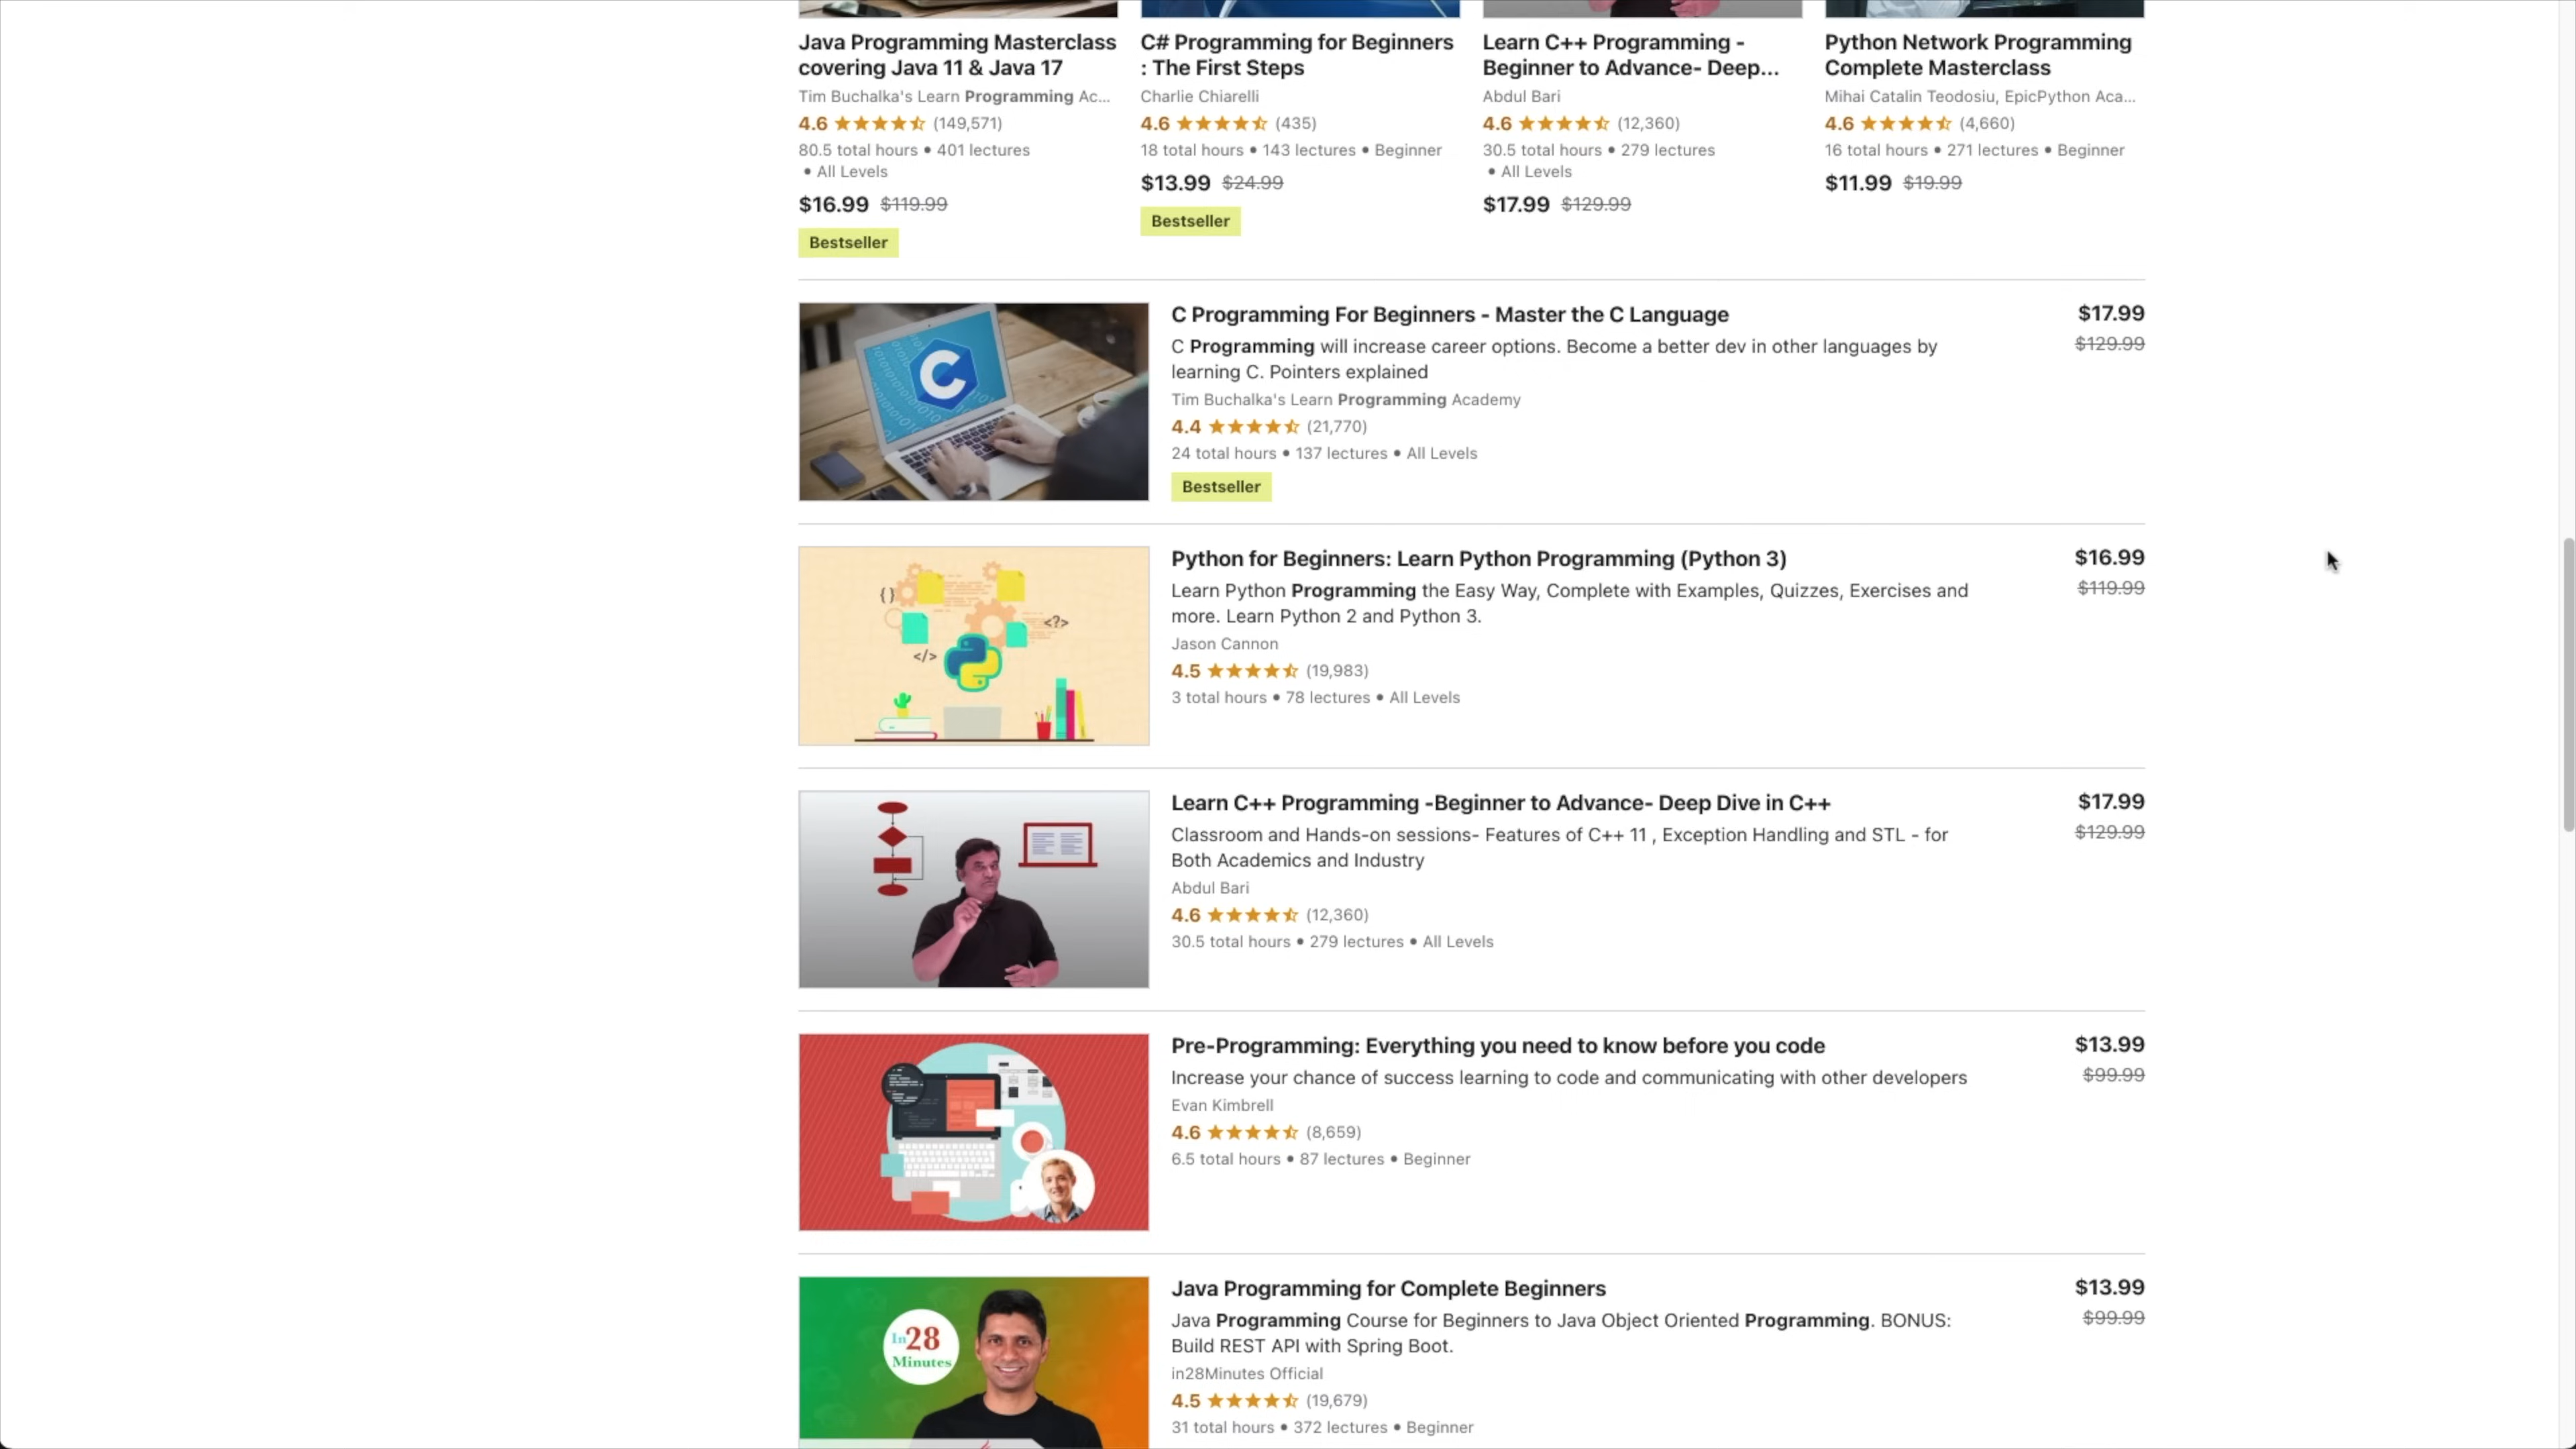 Java Programming Masterclass
covering Java 11 & Java 17
Tim Buchalka's Learn Programming Ac...
4.6 (149,571)
80.5 total hours • 401 lectures
• All Levels
$16.99 $119.99
Bestseller
C# Programming for Beginners
: The First Steps
Charlie Chiarelli
4.6 (435)
18 total hours • 143 lectures • Beginner
$13.99 $24.99
Bestseller
Learn C++ Programming -
Beginner to Advance- Deep...
Abdul Bari
4.6 (12,360)
30.5 total hours • 279 lectures
• All Levels
$17.99 $129.99
Python Network Programming
Complete Masterclass
Mihai Catalin Teodosiu, EpicPython Aca...
4.6 (4,660)
16 total hours • 271 lectures • Beginner
$11.99 $19.99
C
C Programming For Beginners - Master the C Language
$17.99
C Programming will increase career options. Become a better dev in other languages by
$129.99
learning C. Pointers explained
Tim Buchalka's Learn Programming Academy
4.4 (21,770)
24 total hours • 137 lectures • All Levels
Bestseller
{}
<?>
</>
Python for Beginners: Learn Python Programming (Python 3)
$16.99
Learn Python Programming the Easy Way, Complete with Examples, Quizzes, Exercises and
$119.99
more. Learn Python 2 and Python 3.
Jason Cannon
4.5 (19,983)
3 total hours • 78 lectures • All Levels
Learn C++ Programming -Beginner to Advance- Deep Dive in C++
$17.99
Classroom and Hands-on sessions- Features of C++ 11 , Exception Handling and STL - for
$129.99
Both Academics and Industry
Abdul Bari
4.6 (12,360)
30.5 total hours • 279 lectures • All Levels
Pre-Programming: Everything you need to know before you code
$13.99
Increase your chance of success learning to code and communicating with other developers
$99.99
Evan Kimbrell
4.6 (8,659)
6.5 total hours • 87 lectures • Beginner
In28
Minutes
Java Programming for Complete Beginners
$13.99
Java Programming Course for Beginners to Java Object Oriented Programming. BONUS:
$99.99
Build REST API with Spring Boot.
in28Minutes Official
4.5 (19,679)
31 total hours • 372 lectures • Beginner